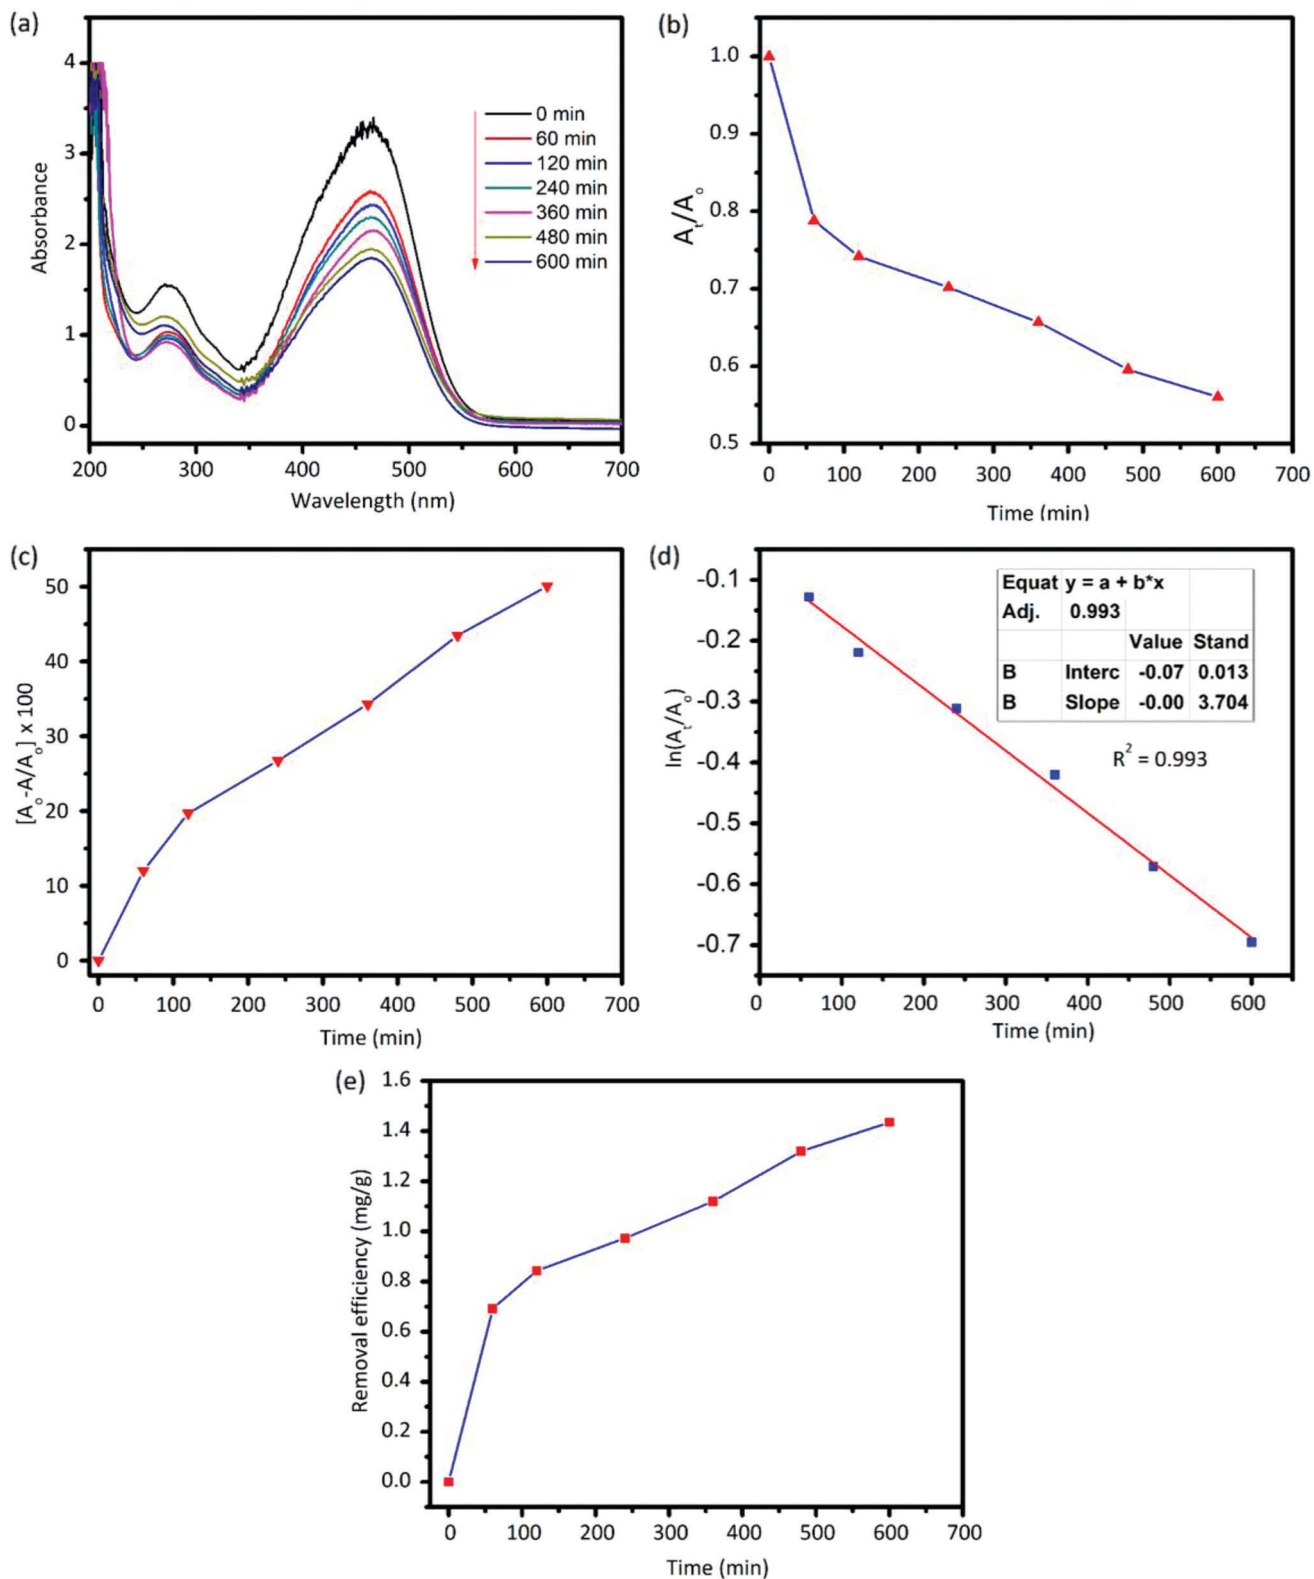 (a)
4
3
2
1
0
Absorbance
0 min
60 min
120 min
240 min
360 min
480 min
600 min
200 300 400 500 600 700
Wavelength (nm)
(b)
1.0
0.9
0.8
0.7
0.6
0.5
At/Ao
0 100 200 300 400 500 600 700
Time (min)
(c)
50
40
30
20
10
0
[Ao-A/Ao] x 100
0 100 200 300 400 500 600 700
Time (min)
(d)
-0.1
-0.2
-0.3
-0.4
-0.5
-0.6
-0.7
ln(At/Ao)
Equat y = a + b*x
Adj. 0.993
Value Stand
B Interc -0.07 0.013
B Slope -0.00 3.704
R² = 0.993
0 100 200 300 400 500 600
Time (min)
(e)
1.6
1.4
1.2
1.0
0.8
0.6
0.4
0.2
0.0
Removal efficiency (mg/g)
0 100 200 300 400 500 600 700
Time (min)